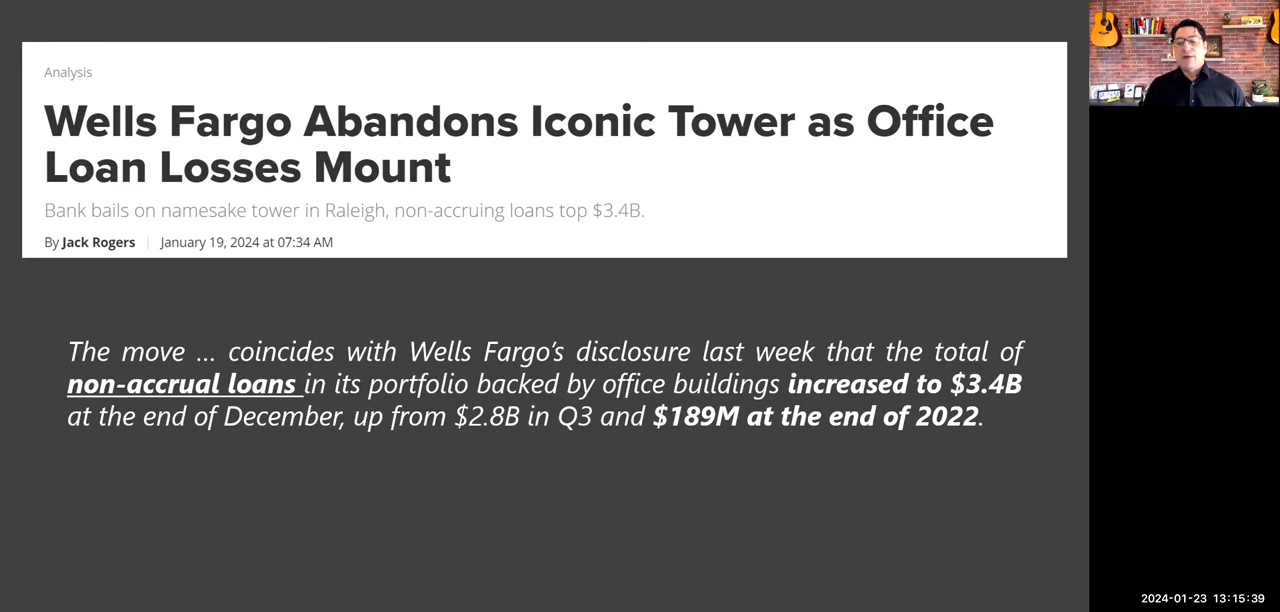 Analysis
Wells Fargo Abandons Iconic Tower as Office
Loan Losses Mount
Bank bails on namesake tower in Raleigh, non-accruing loans top $3.4B.
By Jack Rogers | January 19, 2024 at 07:34 AM
The move ... coincides with Wells Fargo’s disclosure last week that the total of
non-accrual loans in its portfolio backed by office buildings increased to $3.4B
at the end of December, up from $2.8B in Q3 and $189M at the end of 2022.
2024-01-23 13:15:39